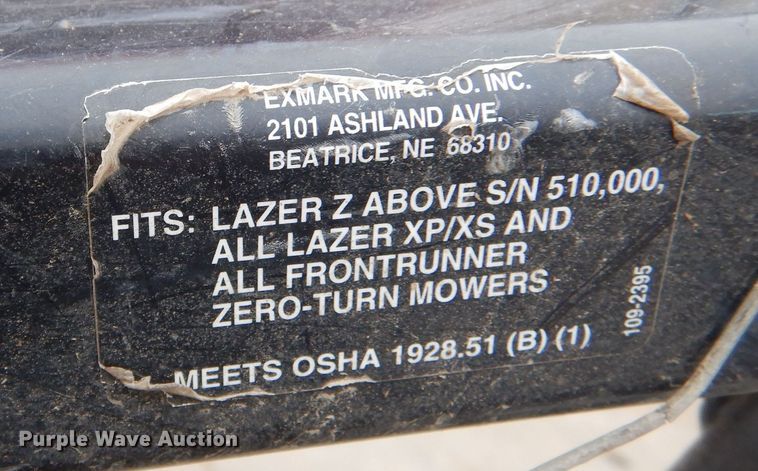 EXMARK MFG. CO. INC.
2101 ASHLAND AVE.
BEATRICE, NE 68310
FITS: LAZER Z ABOVE S/N 510,000,
ALL LAZER XP/XS AND
ALL FRONTRUNNER
ZERO-TURN MOWERS
109-2395
MEETS OSHA 1928.51 (B) (1)
Purple Wave Auction